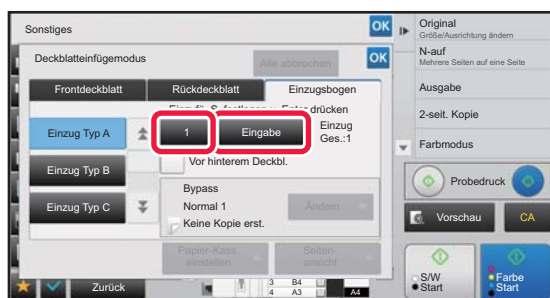 Sonstiges
OK
Deckblatteinfügemodus
Alle abbrechen
OK
Frontdeckblatt
Rückdeckblatt
Einzugsbogen
drücken
Einzug Typ A
1
Eingabe
Einzug
Ges.:1
Vor hinterem Deckbl.
Einzug Typ B
Bypass
Normal 1
Ändern
Einzug Typ C
Keine Kopie erst.
Papier-Kass.
einstellen
Seiten-
ansicht
Zurück
3 B4
4 A3
A4
Original
Größe/Ausrichtung ändern
N-auf
Mehrere Seiten auf eine Seite
Ausgabe
2-seit. Kopie
Farbmodus
Probedruck
Vorschau
CA
S/W
Start
Farbe
Start